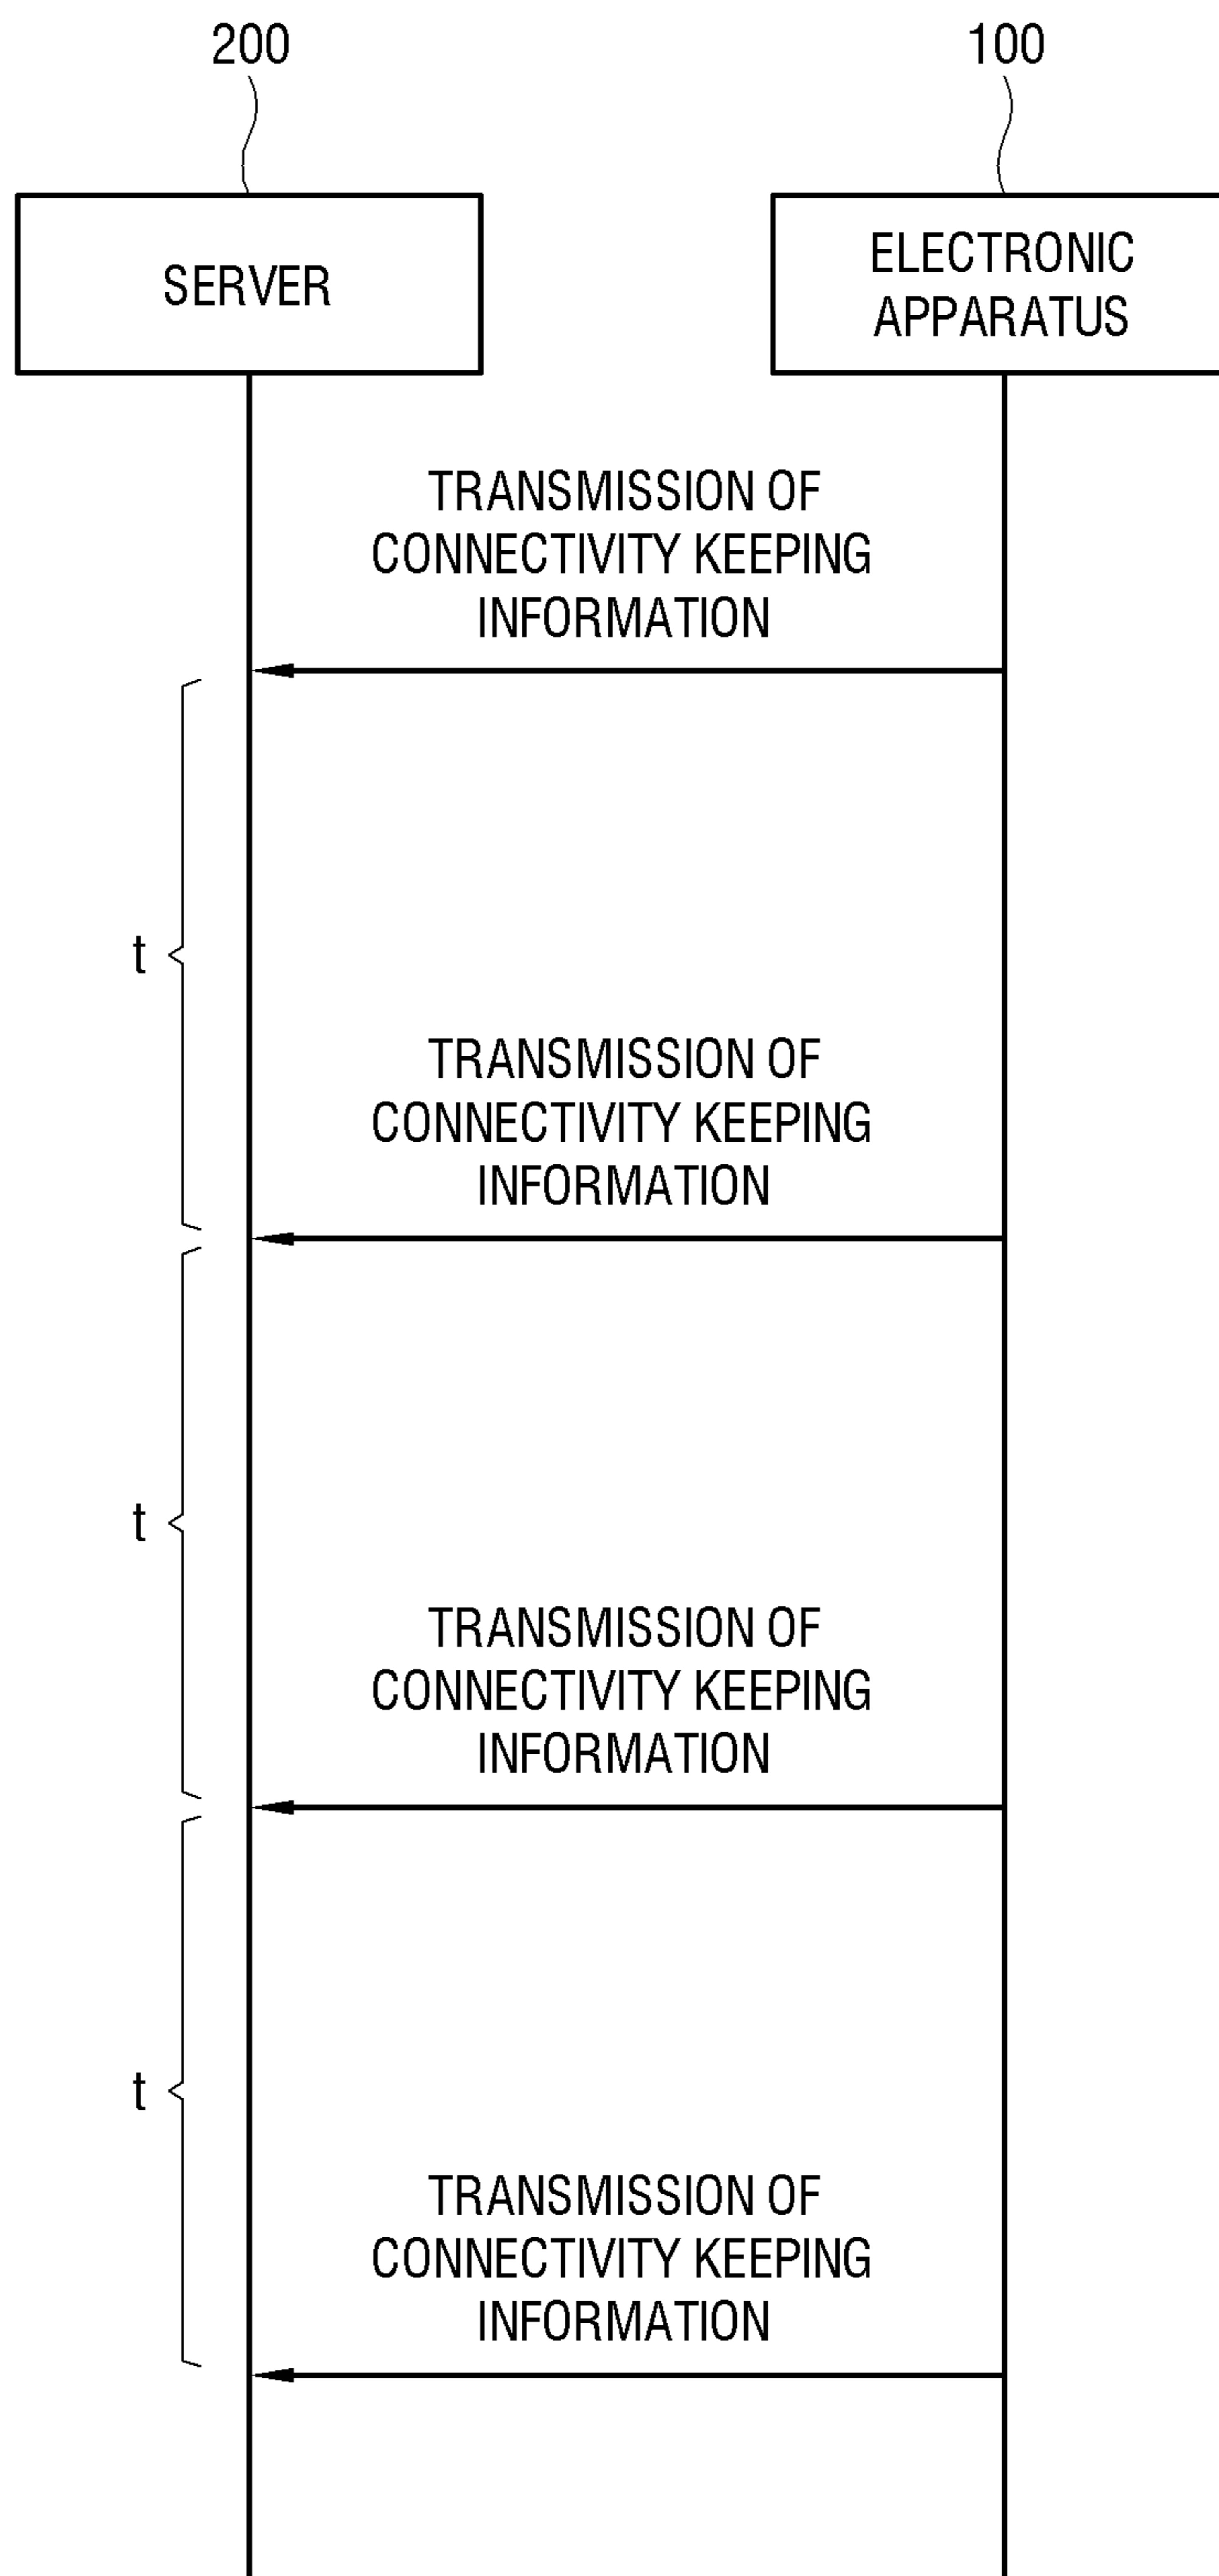 200
100
SERVER
ELECTRONIC
APPARATUS
TRANSMISSION OF
CONNECTIVITY KEEPING
INFORMATION
t
TRANSMISSION OF
CONNECTIVITY KEEPING
INFORMATION
t
TRANSMISSION OF
CONNECTIVITY KEEPING
INFORMATION
t
TRANSMISSION OF
CONNECTIVITY KEEPING
INFORMATION